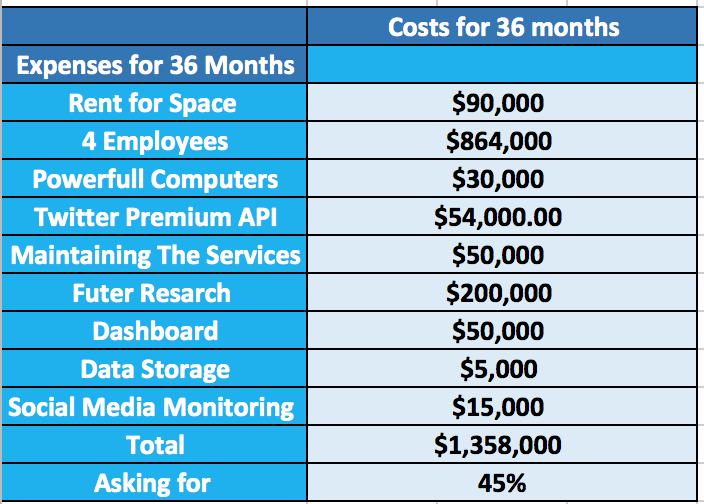 Costs for 36 months
Expenses for 36 Months
Rent for Space $90,000
4 Employees $864,000
Powerfull Computers $30,000
Twitter Premium API $54,000.00
Maintaining The Services $50,000
Futer Resarch $200,000
Dashboard $50,000
Data Storage $5,000
Social Media Monitoring $15,000
Total $1,358,000
Asking for 45%